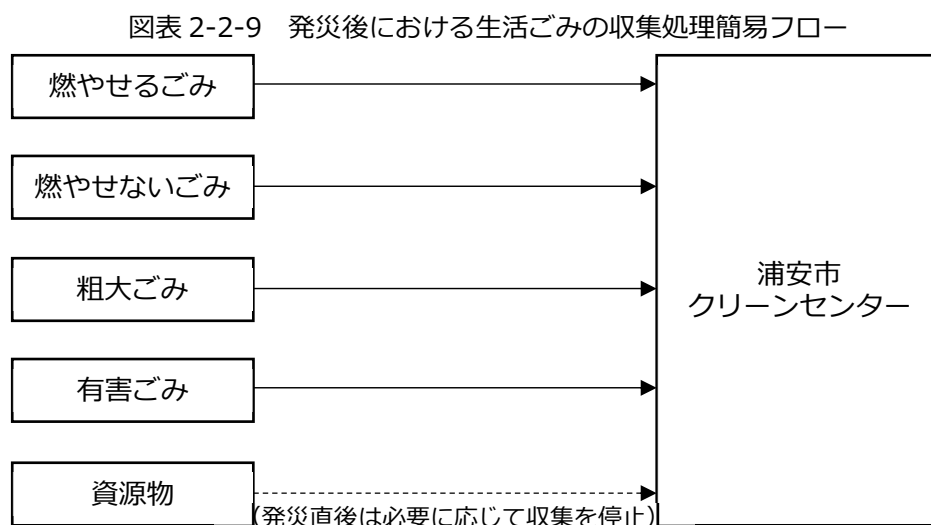 図表 2-2-9　発災後における生活ごみの収集処理簡易フロー
燃やせるごみ
燃やせないごみ
粗大ごみ
有害ごみ
資源物
(発災直後は必要に応じて収集を停止)
浦安市
クリーンセンター